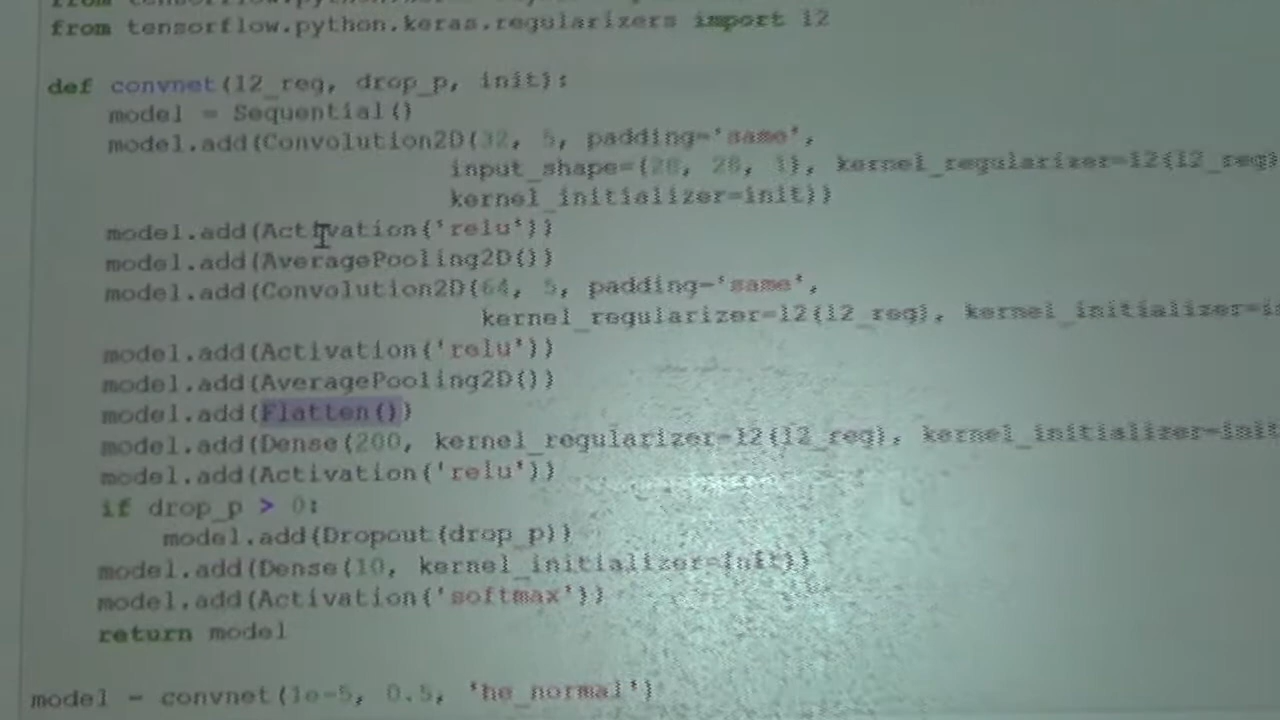 from tensorflow.python.keras.regularizers import l2
def convnet(l2_reg, drop_p, init):
model = Sequential()
model.add(Convolution2D(32, 5, padding='same',
input_shape=(28, 28, 1), kernel_regularizer=l2(l2_reg)
kernel_initializer=init))
model.add(Activation('relu'))
model.add(AveragePooling2D())
model.add(Convolution2D(64, 5, padding='same',
kernel_regularizer=l2(l2_reg), kernel_initializer=in
model.add(Activation('relu'))
model.add(AveragePooling2D())
model.add(Flatten())
model.add(Dense(200, kernel_regularizer=l2(l2_reg), kernel_initializer=init
model.add(Activation('relu'))
if drop_p > 0:
model.add(Dropout(drop_p))
model.add(Dense(10, kernel_initializer=init))
model.add(Activation('softmax'))
return model
model = convnet(1e-5, 0.5, 'he_normal')